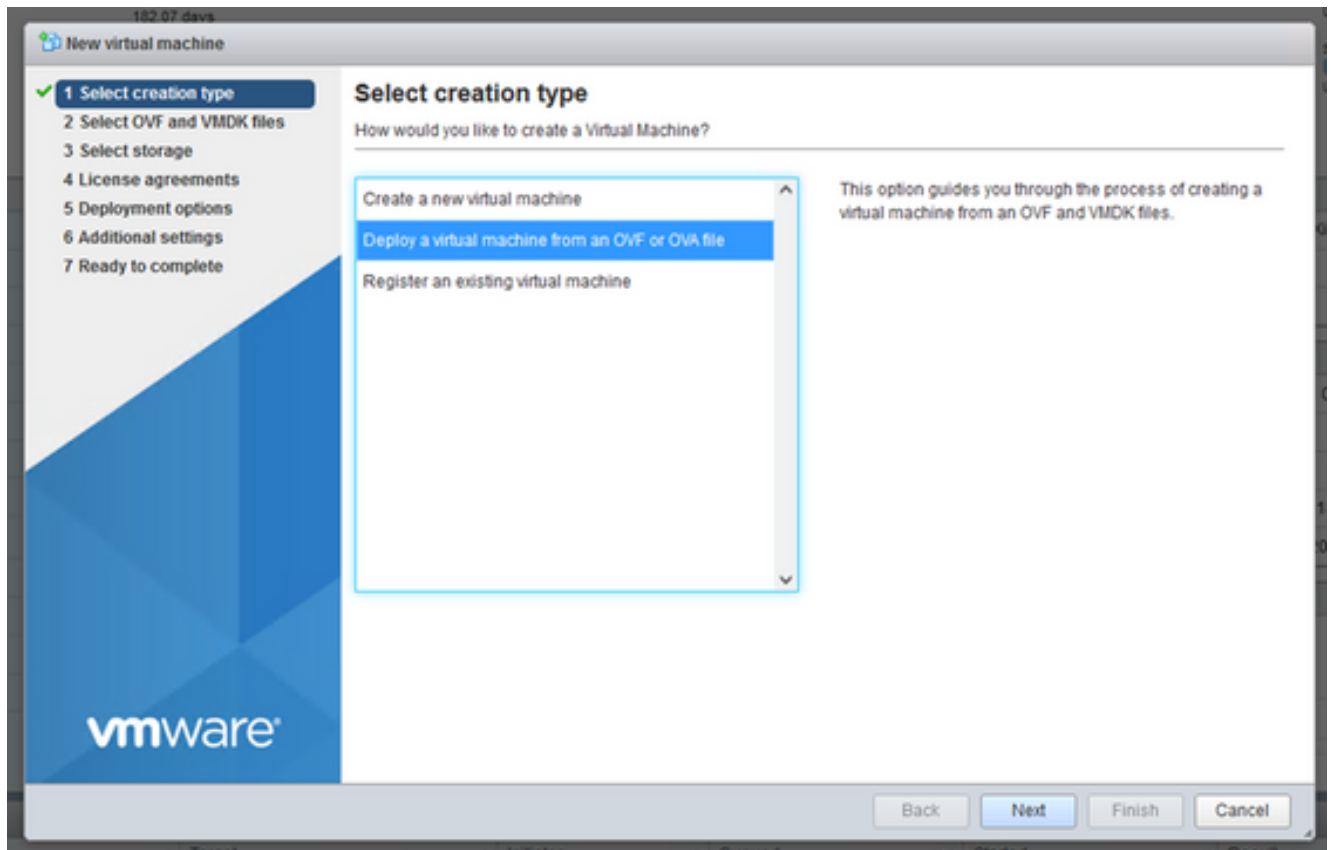 182.07 days
New virtual machine
1 Select creation type
2 Select OVF and VMDK files
3 Select storage
4 License agreements
5 Deployment options
6 Additional settings
7 Ready to complete
Select creation type
How would you like to create a Virtual Machine?
Create a new virtual machine
Deploy a virtual machine from an OVF or OVA file
Register an existing virtual machine
This option guides you through the process of creating a
virtual machine from an OVF and VMDK files.
vmware
Back
Next
Finish
Cancel